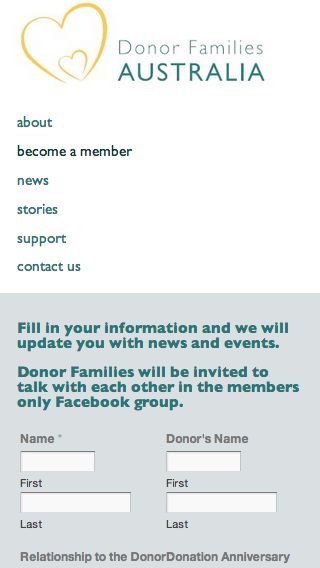 Donor Families
AUSTRALIA
about
become a member
news
stories
support
contact us
Fill in your information and we will
update you with news and events.
Donor Families will be invited to
talk with each other in the members
only Facebook group.
Name * Donor's Name
First First
Last Last
Relationship to the DonorDonation Anniversary